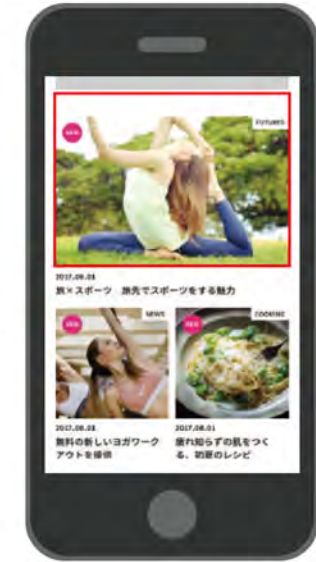 NEW
FUTURES
2017.08.01
旅×スポーツ 旅先でスポーツをする魅力
NEW
NEWS
NEW
COOKING
2017.08.01
無料の新しいヨガワーク
アウトを提供
2017.08.01
疲れ知らずの肌をつく
る、初夏のレシピ